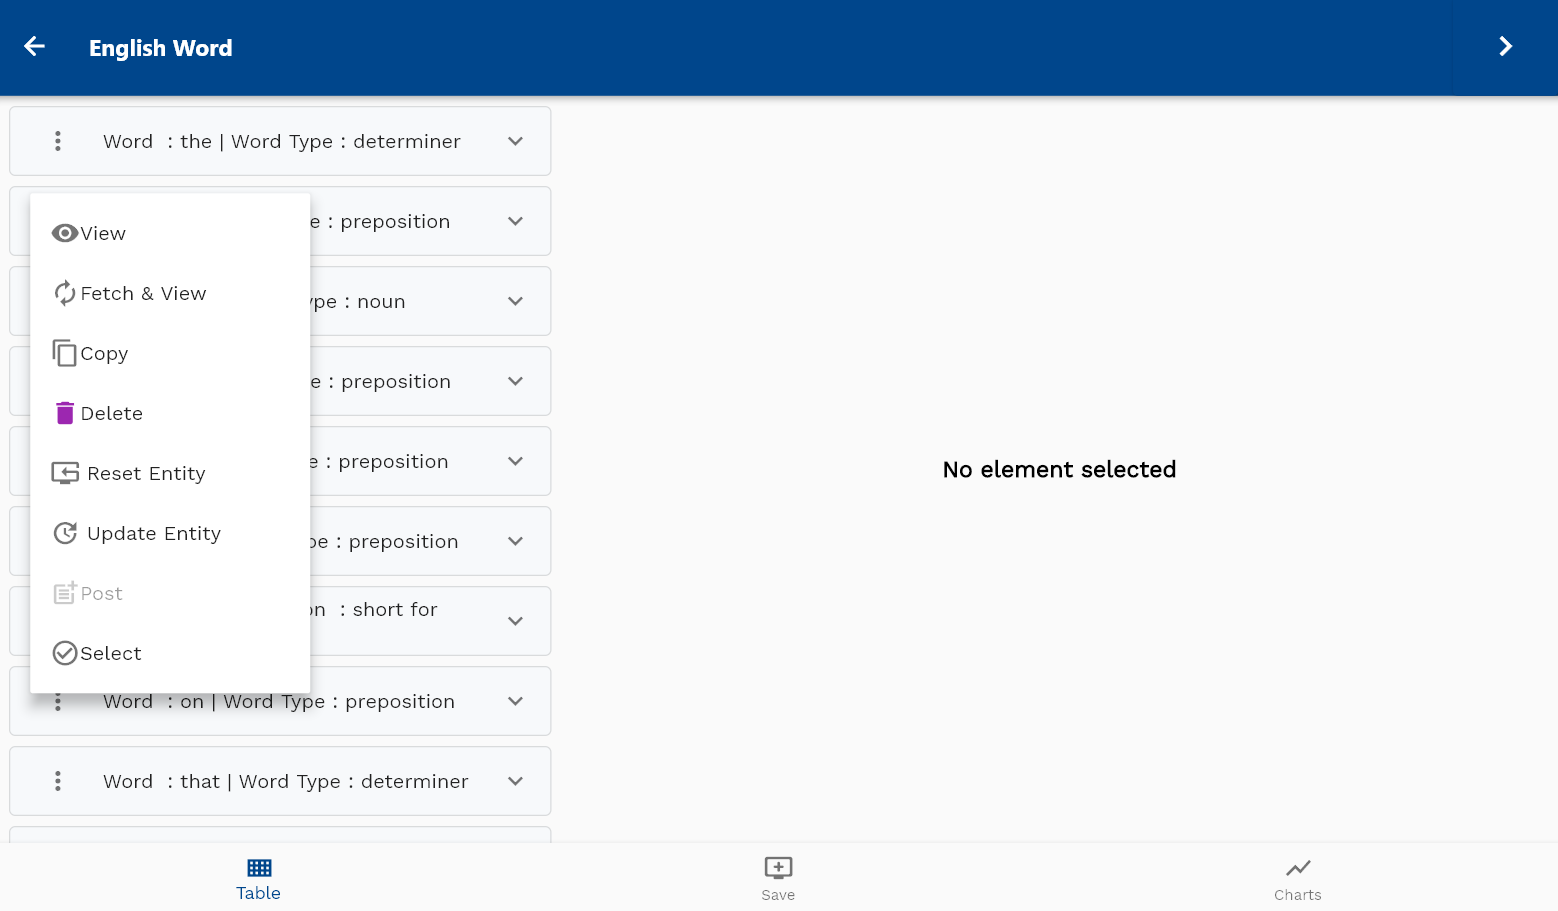 English Word
Word : the | Word Type : determiner
: preposition
: noun
: preposition
: preposition
: preposition
: short for
Word : on | Word Type : preposition
Word : that | Word Type : determiner
View
Fetch & View
Copy
Delete
Reset Entity
Update Entity
Post
Select
No element selected
Table
Save
Charts